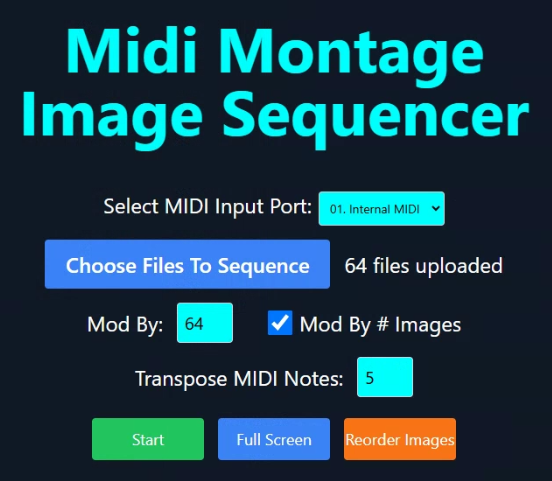 Midi Montage
Image Sequencer
Select MIDI Input Port: 01. Internal MIDI
Choose Files To Sequence 64 files uploaded
Mod By: 64 Mod By # Images
Transpose MIDI Notes: 5
Start Full Screen Reorder Images